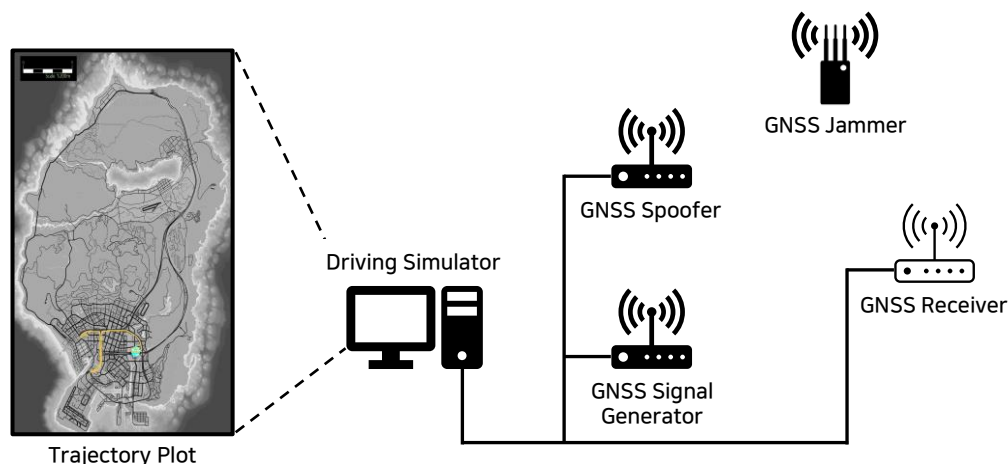 GNSS Jammer
GNSS Spoofer
Driving Simulator
GNSS Receiver
GNSS Signal
Generator
Trajectory Plot